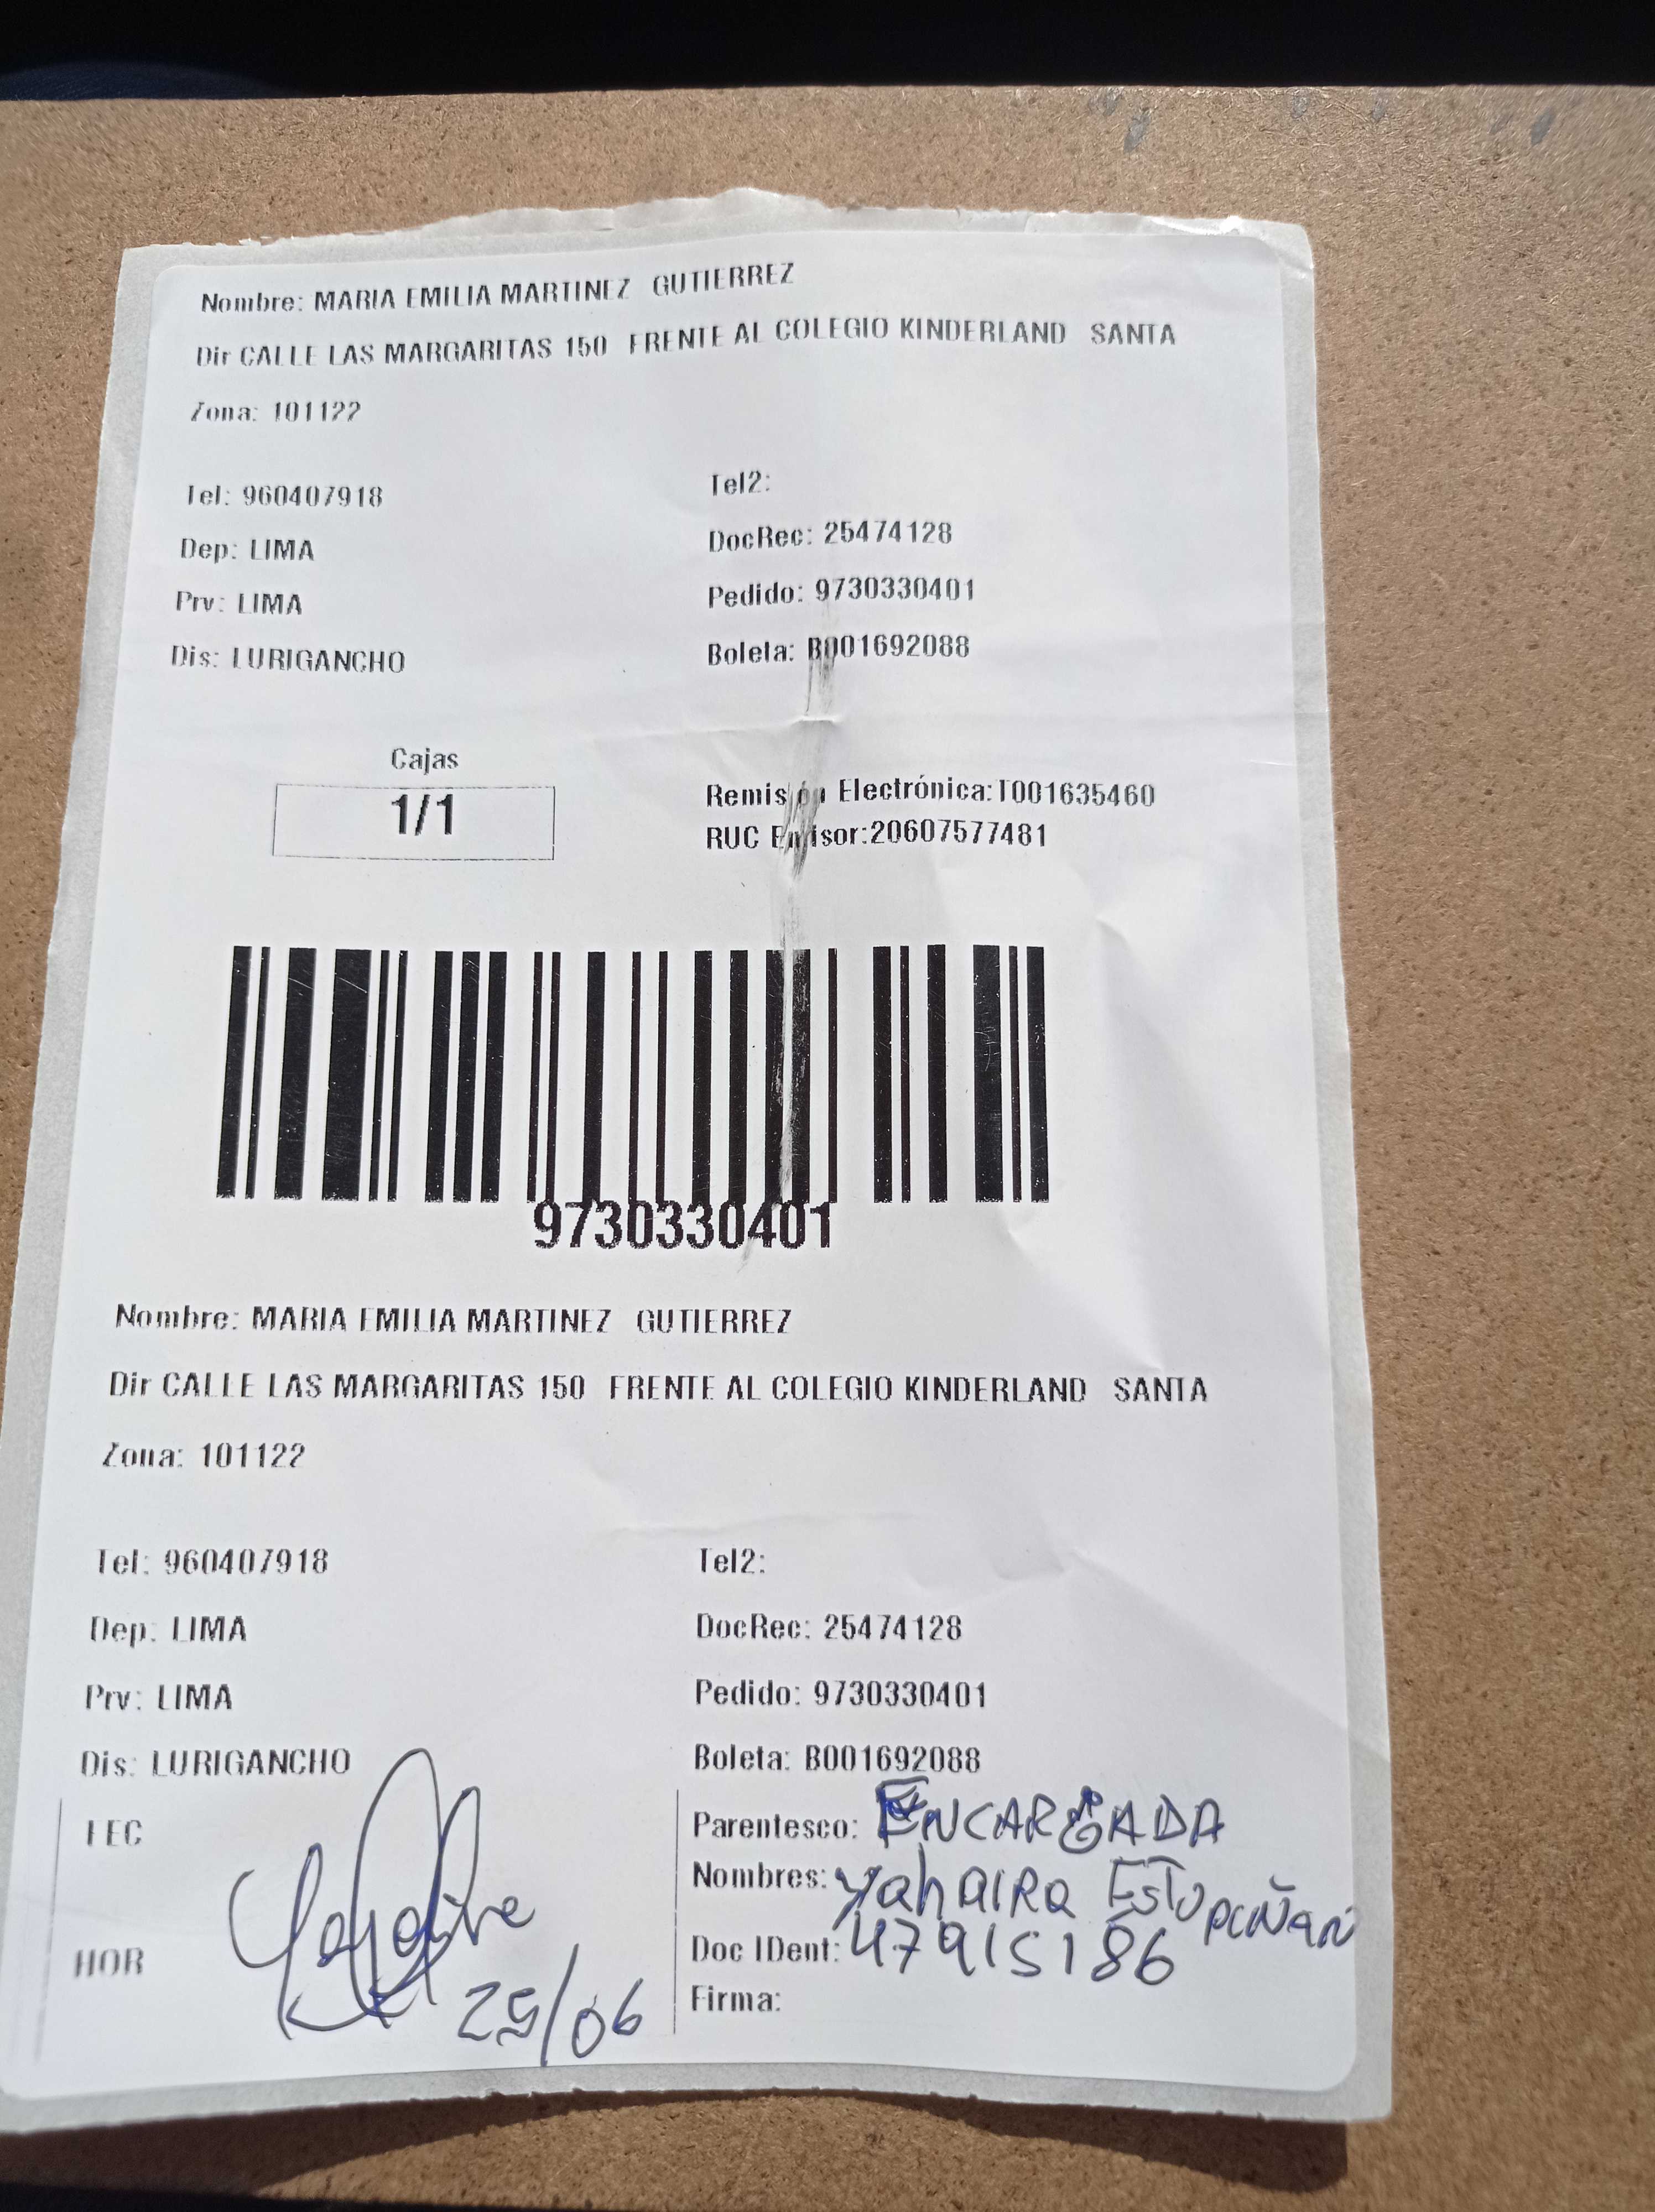 Nombre: MARIA EMILIA MARTINEZ GUTIERREZ
Dir CALLE LAS MARGARITAS 150 FRENTE AL COLEGIO KINDERLAND SANTA
Zona: 101122
Tel: 960407918
Tel2:
Dep: LIMA
DocRec: 25474128
Prv: LIMA
Pedido: 9730330401
Dis: LURIGANCHO
Boleta: B001692088
Cajas
1/1
Remisión Electrónica:T001635460
RUC Emisor:20607577481
9730330401
Nombre: MARIA EMILIA MARTINEZ GUTIERREZ
Dir CALLE LAS MARGARITAS 150 FRENTE AL COLEGIO KINDERLAND SANTA
Zona: 101122
Tel: 960407918
Tel2:
Dep: LIMA
DocRec: 25474128
Prv: LIMA
Pedido: 9730330401
Dis: LURIGANCHO
Boleta: B001692088
FEC
HOR
25/06
Parentesco: ENCARGADA
Nombres: Yahaira Estupiñan
Doc IDent: 47915186
Firma: